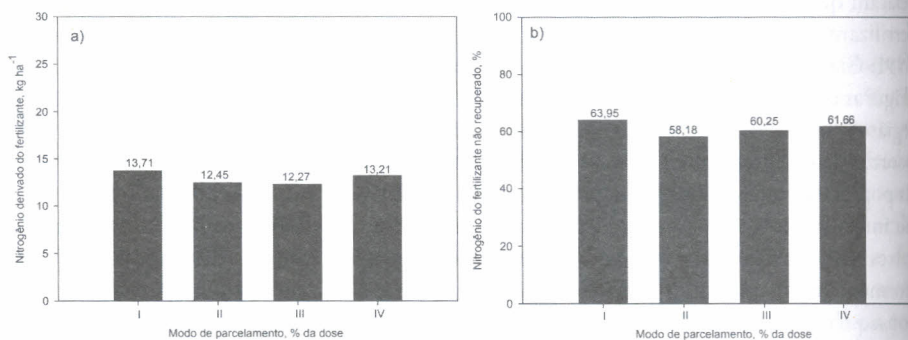 a)
Nitrogênio derivado do fertilizante, kg ha⁻¹
30
25
20
15
10
5
0
13,71
12,45
12,27
13,21
I
II
III
IV
Modo de parcelamento, % da dose
b)
Nitrogênio do fertilizante não recuperado, %
100
80
60
40
20
0
63,95
58,18
60,25
61,66
I
II
III
IV
Modo de parcelamento, % da dose